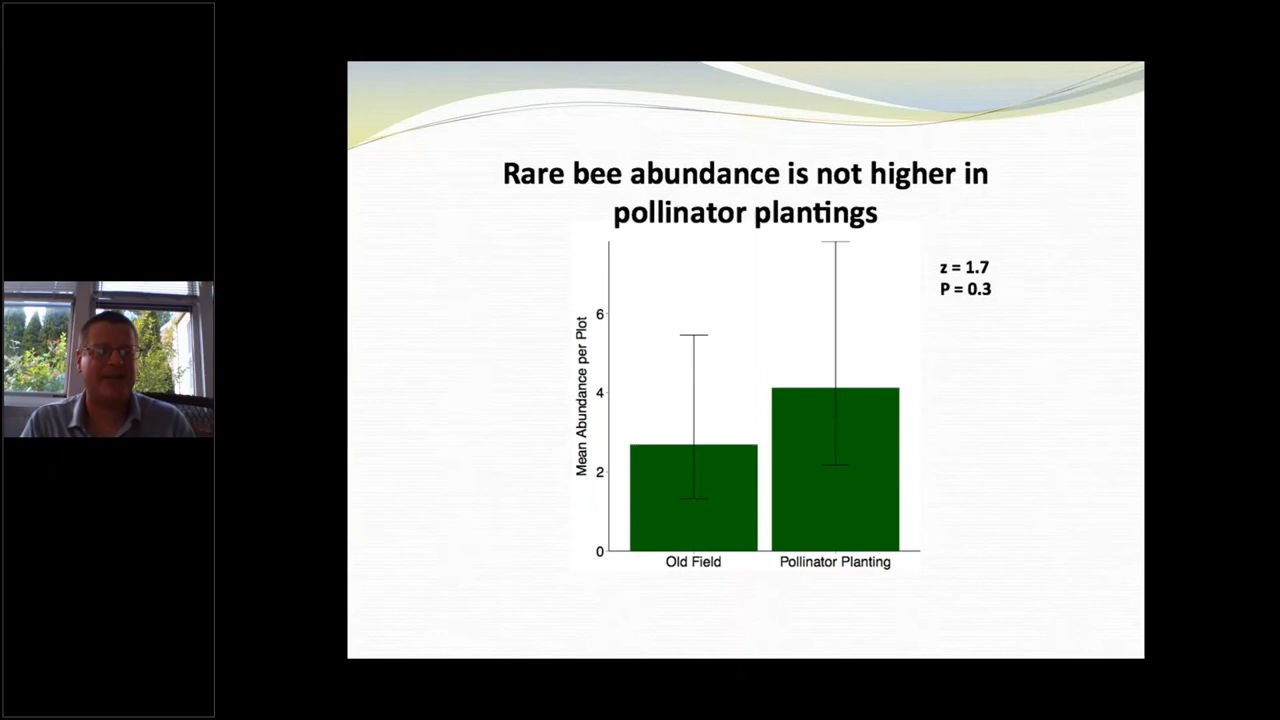 Rare bee abundance is not higher in
pollinator plantings
z = 1.7
P = 0.3
Mean Abundance per Plot
6
4
2
0
Old Field
Pollinator Planting